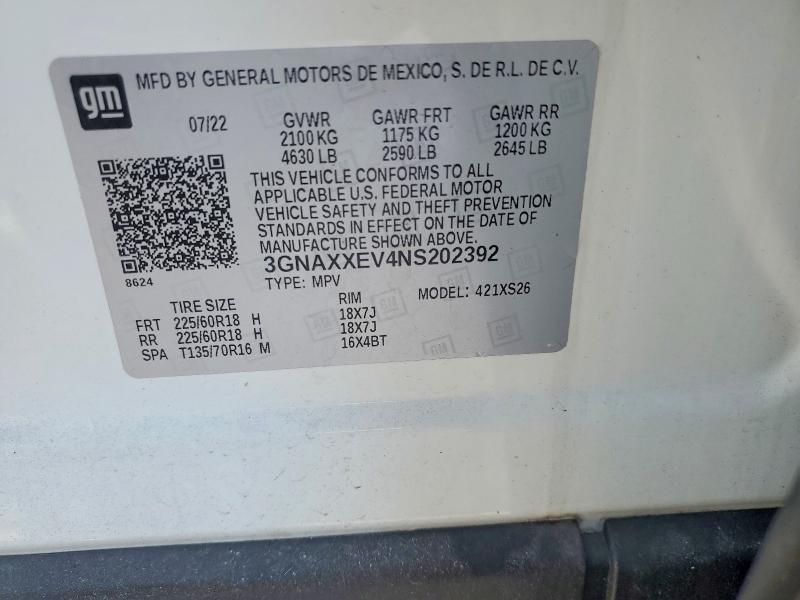 gm MFD BY GENERAL MOTORS DE MEXICO, S. DE R.L. DE C.V.
07/22 GVWR GAWR FRT GAWR RR
2100 KG 1175 KG 1200 KG
4630 LB 2590 LB 2645 LB
THIS VEHICLE CONFORMS TO ALL
APPLICABLE U.S. FEDERAL MOTOR
VEHICLE SAFETY AND THEFT PREVENTION
STANDARDS IN EFFECT ON THE DATE OF
MANUFACTURE SHOWN ABOVE.
3GNAXXEV4NS202392
8624 TYPE: MPV MODEL: 421XS26
TIRE SIZE RIM
FRT 225/60R18 H 18X7J
RR 225/60R18 H 18X7J
SPA T135/70R16 M 16X4BT